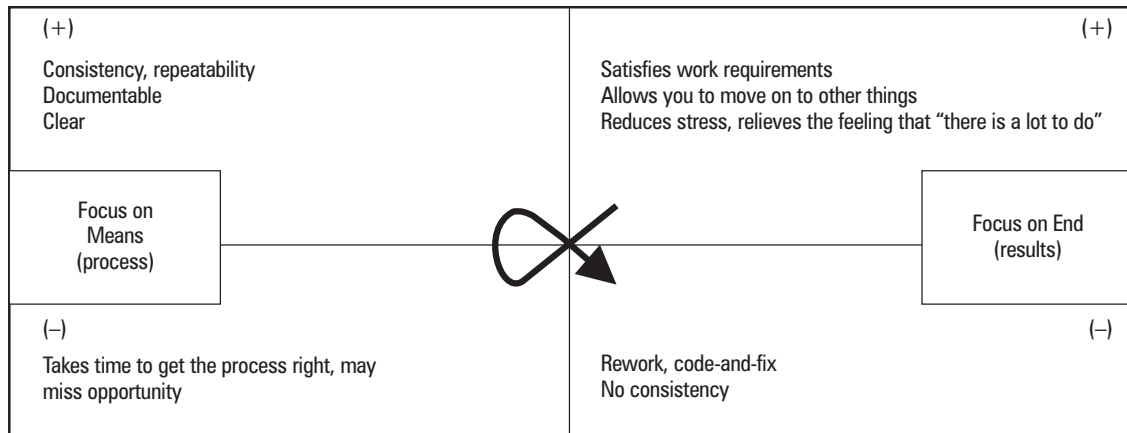 (+)
Consistency, repeatability
Documentable
Clear
(+)
Satisfies work requirements
Allows you to move on to other things
Reduces stress, relieves the feeling that “there is a lot to do”
Focus on
Means
(process)
Focus on End
(results)
(–)
Takes time to get the process right, may
miss opportunity
(–)
Rework, code-and-fix
No consistency